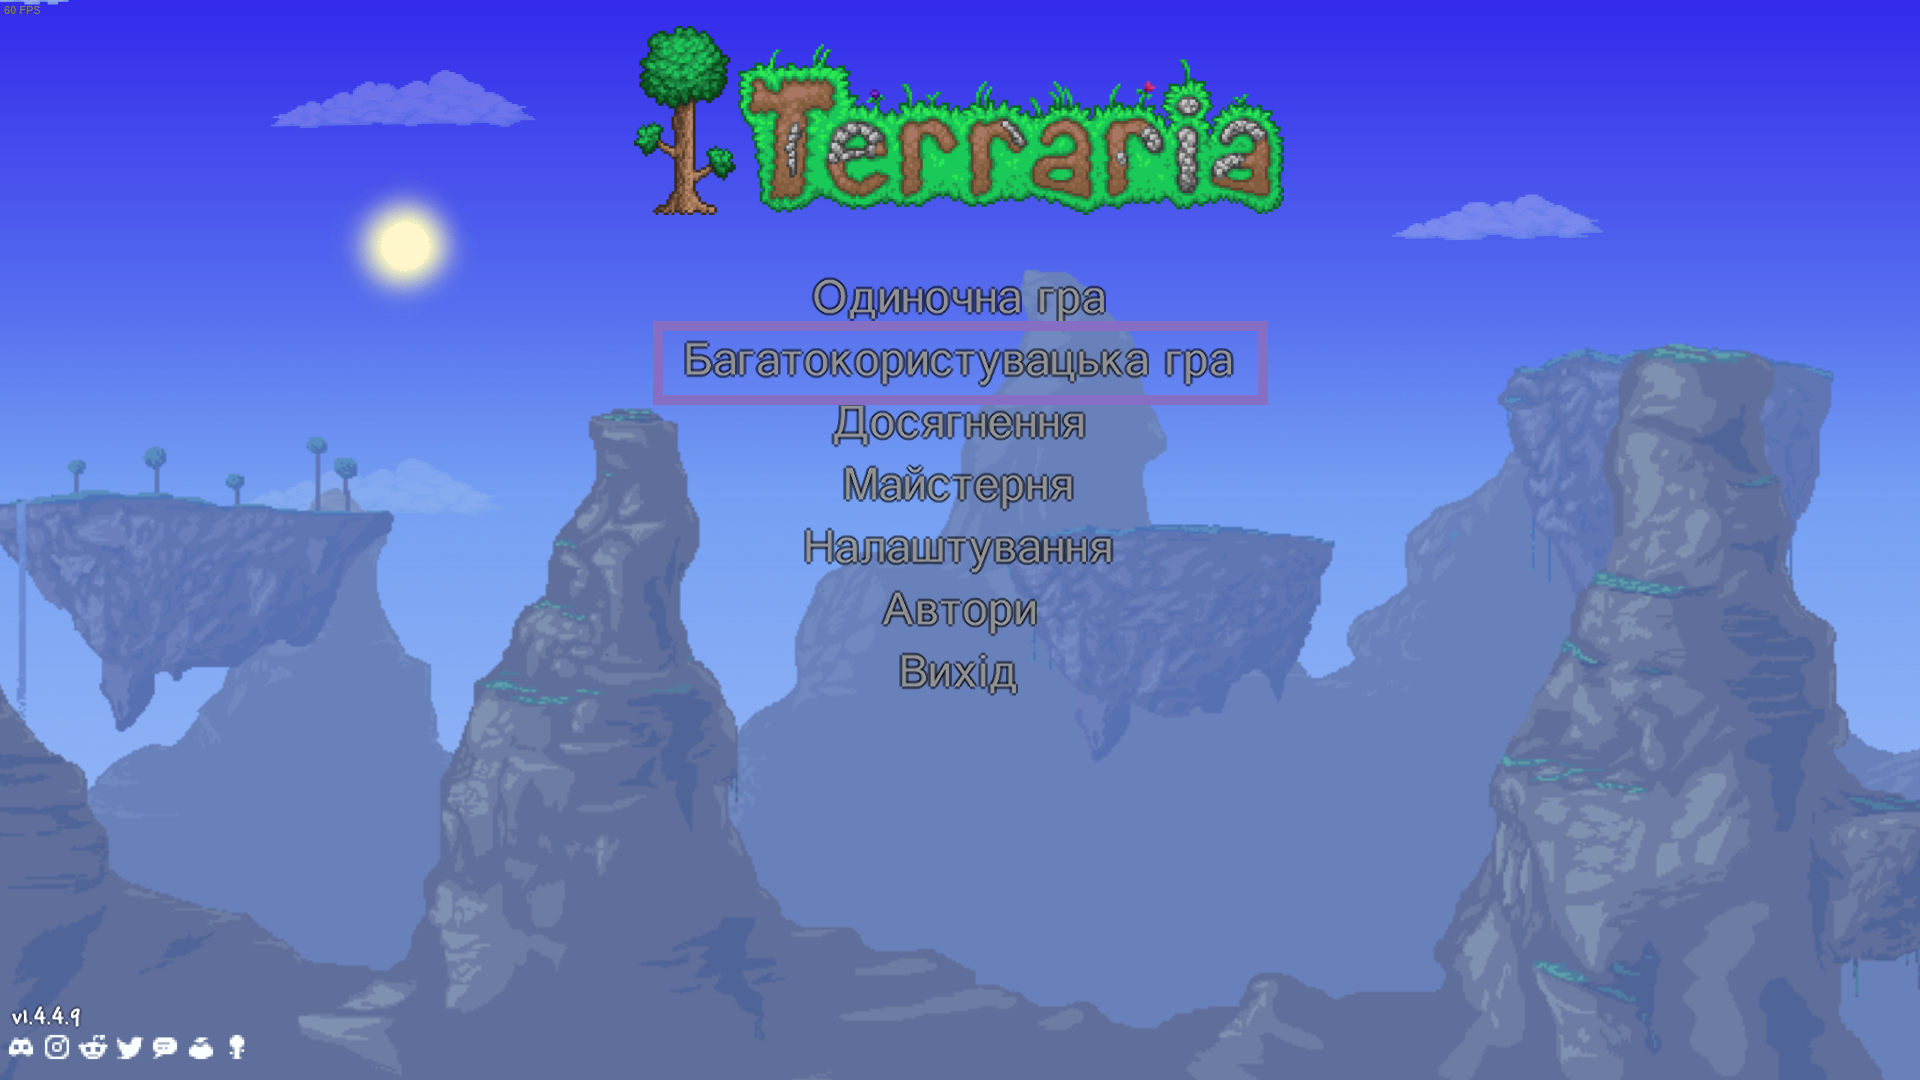 60 FPS
Terraria
Одиночна гра
Багатокористувацька гра
Досягнення
Майстерня
Налаштування
Автори
Вихід
v1.4.4.9